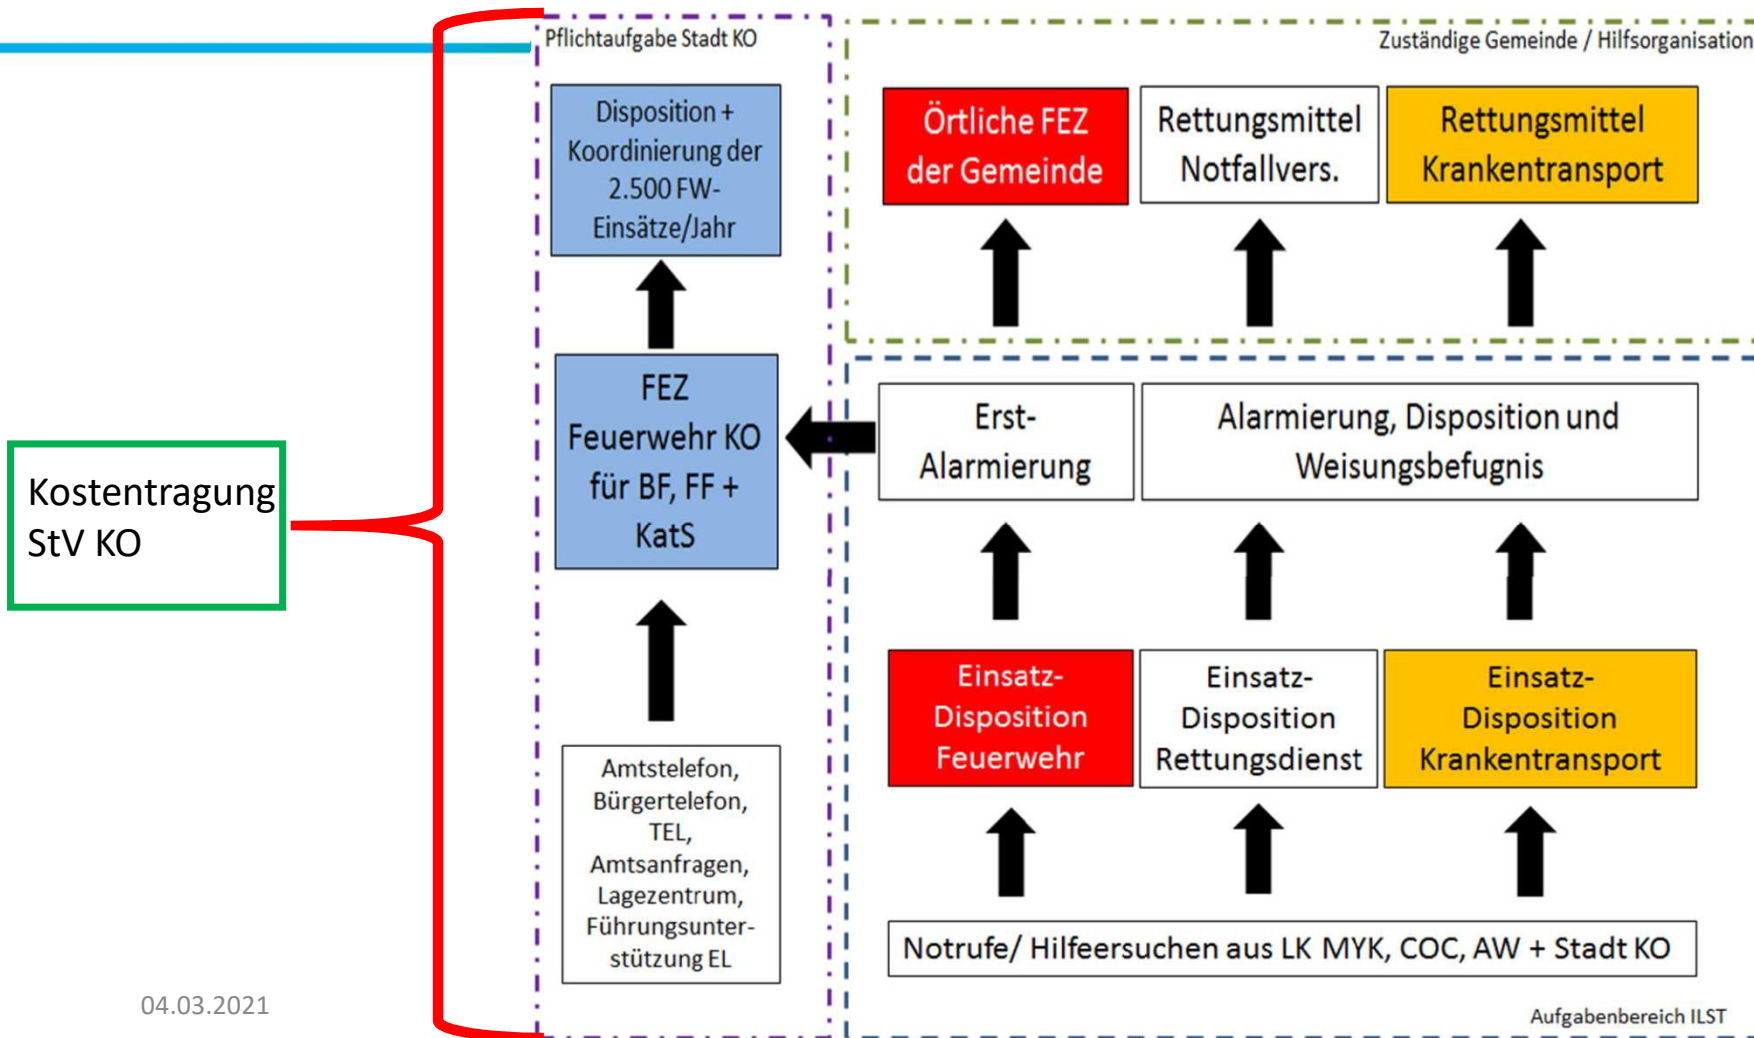 Pflichtaufgabe Stadt KO
Zuständige Gemeinde / Hilfsorganisation
Disposition +
Koordinierung der
2.500 FW-
Einsätze/Jahr
Örtliche FEZ
der Gemeinde
Rettungsmittel
Notfallvers.
Rettungsmittel
Krankentransport
FEZ
Feuerwehr KO
für BF, FF +
KatS
Erst-
Alarmierung
Alarmierung, Disposition und
Weisungsbefugnis
Kostentragung
StV KO
Einsatz-
Disposition
Feuerwehr
Einsatz-
Disposition
Rettungsdienst
Einsatz-
Disposition
Krankentransport
Amtstelefon,
Bürgertelefon,
TEL,
Amtsanfragen,
Lagezentrum,
Führungsunter-
stützung EL
Notrufe/ Hilfeersuchen aus LK MYK, COC, AW + Stadt KO
04.03.2021
Aufgabenbereich ILST